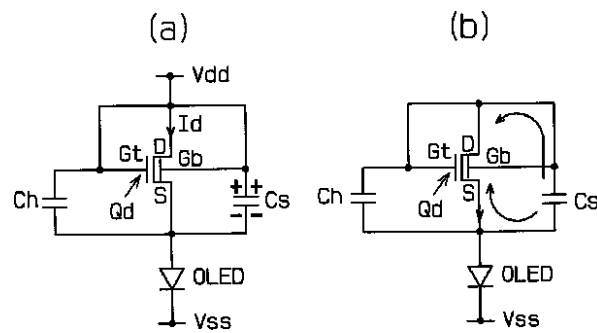 (a)
Vdd
Id
D
Gt
Gb
S
Ch
Qd
+ +
Cs
OLED
Vss
(b)
D
Gt
Gb
S
Ch
Qd
Cs
OLED
Vss